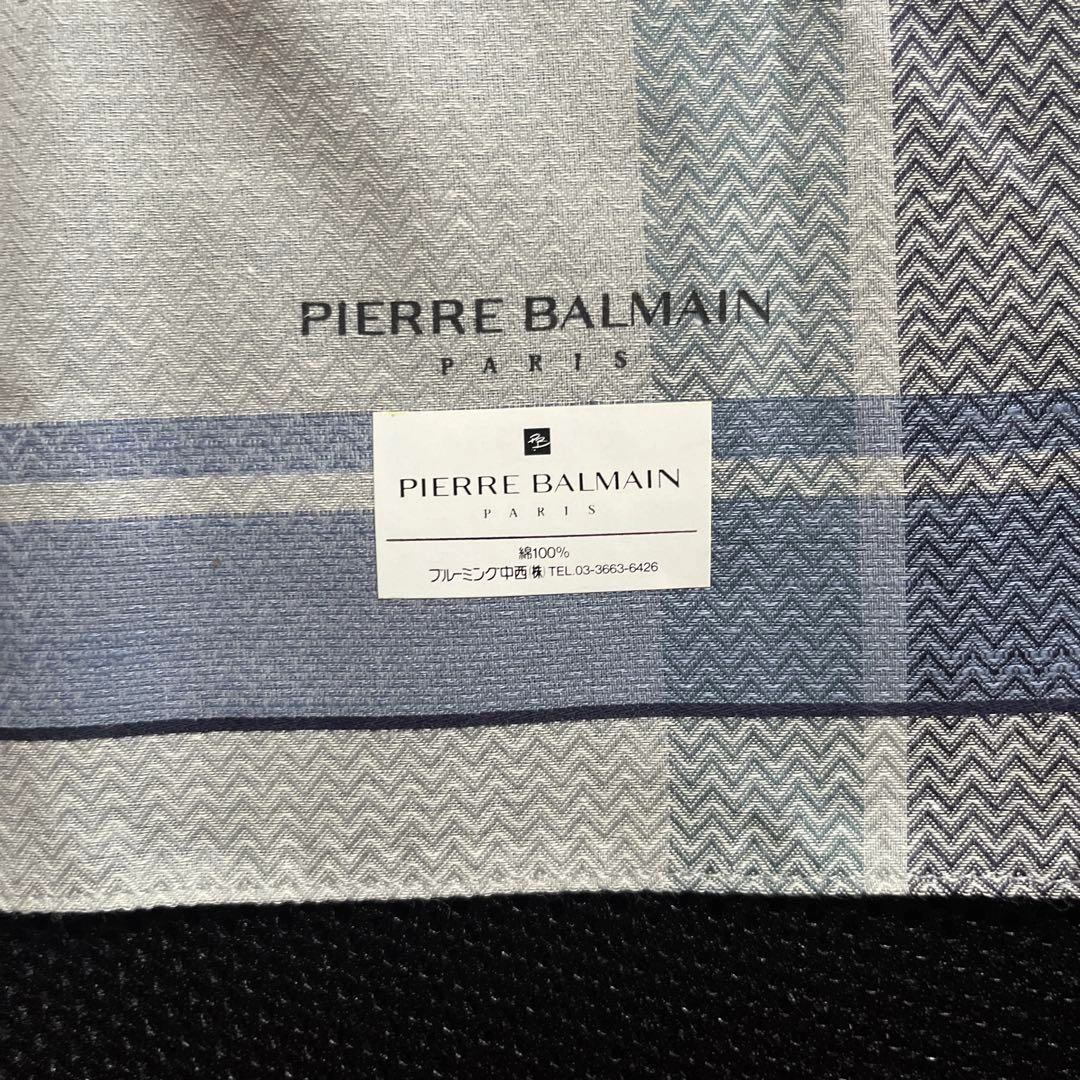 PIERRE BALMAIN
PARIS
PB
PIERRE BALMAIN
PARIS
綿100%
ブルーミング中西(株) TEL.03-3663-6426